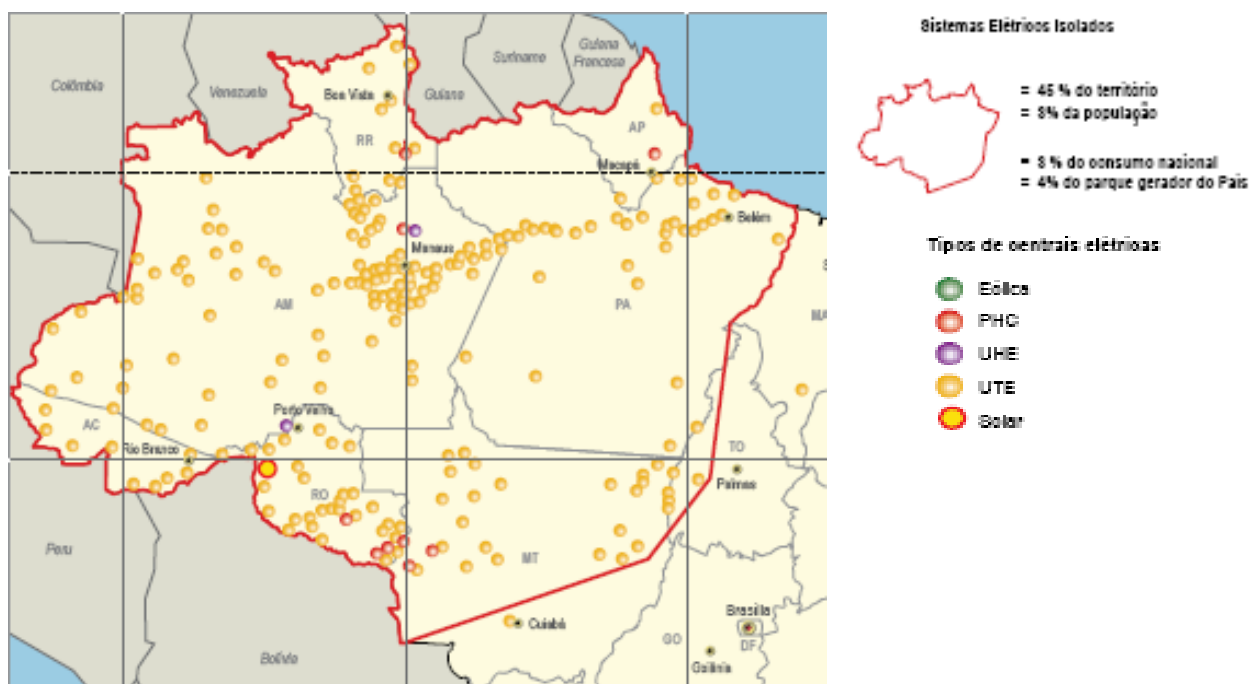 Sistemas Elétricos Isolados
= 45 % do território
= 3% da população
= 3 % do consumo nacional
= 4% do parque gerador do País
Tipos de centrais elétricas
Eólica
PHC
UHE
UTE
Solar
Colômbia
Venezuela
Guiana
Suriname
Guiana
Francesa
Boa Vista
RR
AP
Macapá
Belém
Manaus
AM
PA
MA
Porto Velho
AC
Rio Branco
TO
Palmas
RO
Peru
MT
Cuiabá
Brasília
DF
GO
Goiânia
Bolívia